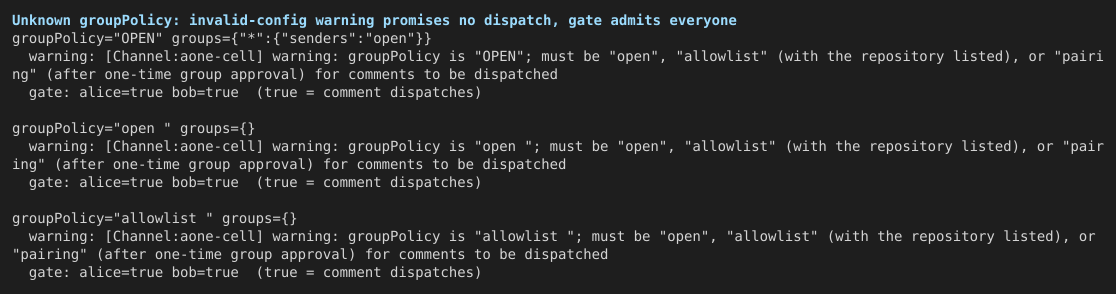 Unknown groupPolicy: invalid-config warning promises no dispatch, gate admits everyone
groupPolicy="OPEN" groups={"*":{"senders":"open"}}
  warning: [Channel:aone-cell] warning: groupPolicy is "OPEN"; must be "open", "allowlist" (with the repository listed), or "pairi
ng" (after one-time group approval) for comments to be dispatched
  gate: alice=true bob=true  (true = comment dispatches)

groupPolicy="open " groups={}
  warning: [Channel:aone-cell] warning: groupPolicy is "open "; must be "open", "allowlist" (with the repository listed), or "pair
ing" (after one-time group approval) for comments to be dispatched
  gate: alice=true bob=true  (true = comment dispatches)

groupPolicy="allowlist " groups={}
  warning: [Channel:aone-cell] warning: groupPolicy is "allowlist "; must be "open", "allowlist" (with the repository listed), or
"pairing" (after one-time group approval) for comments to be dispatched
  gate: alice=true bob=true  (true = comment dispatches)